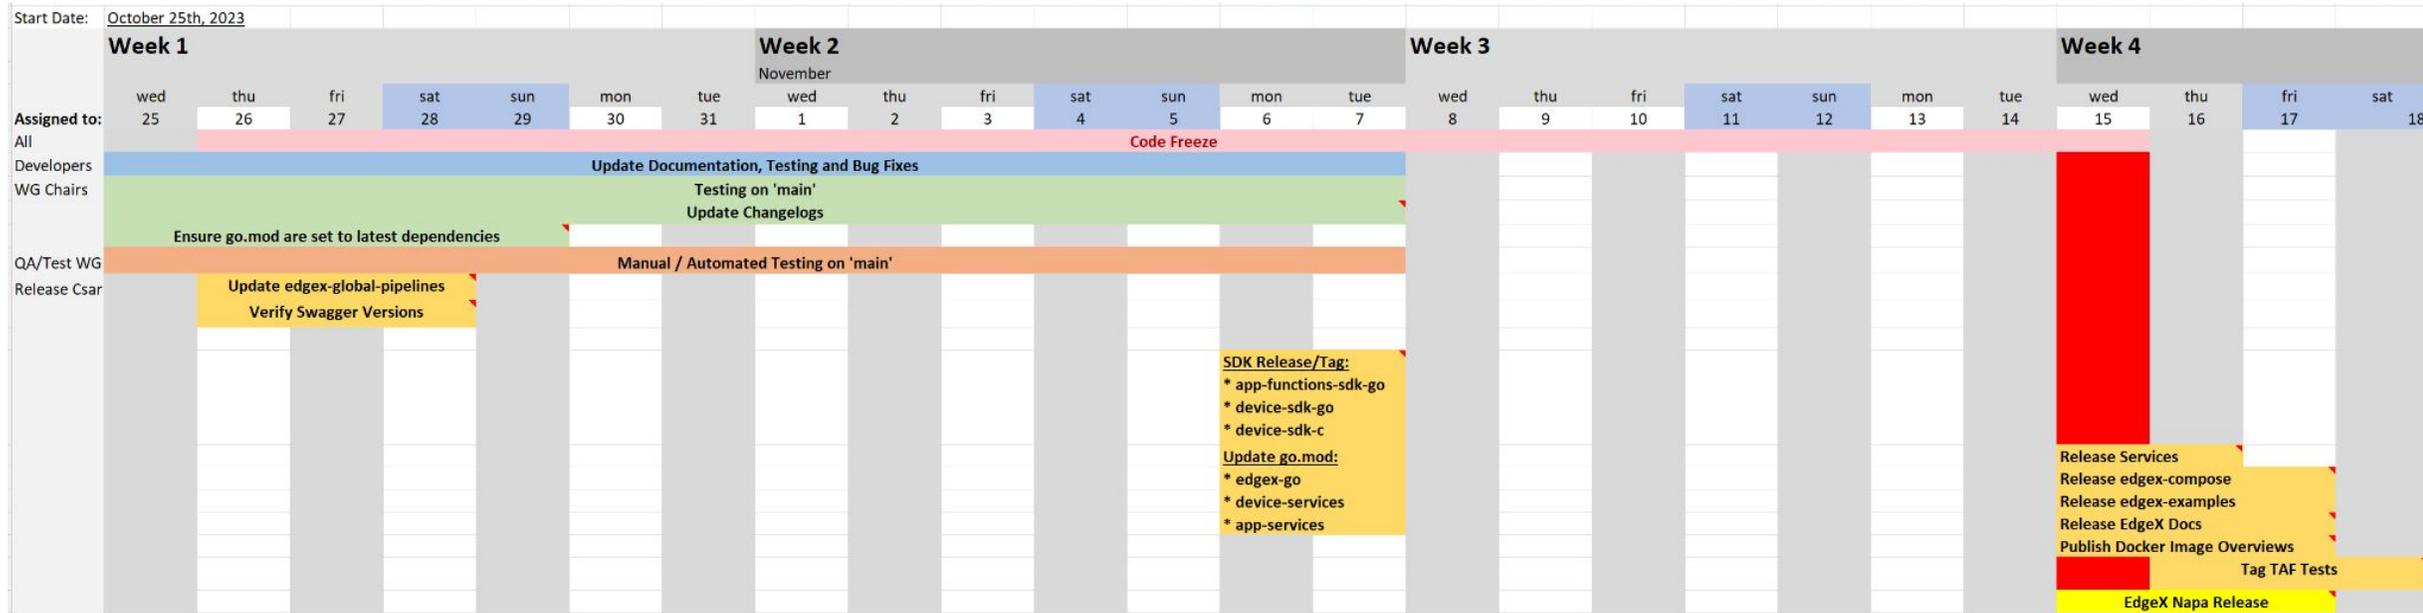 Start Date: October 25th, 2023
Week 1 Week 2 Week 3 Week 4
November
wed thu fri sat sun mon tue wed thu fri sat sun mon tue wed thu fri sat sun mon tue wed thu fri sat
Assigned to: 25 26 27 28 29 30 31 1 2 3 4 5 6 7 8 9 10 11 12 13 14 15 16 17 18
All Code Freeze
Developers Update Documentation, Testing and Bug Fixes
WG Chairs Testing on 'main'
Update Changelogs
Ensure go.mod are set to latest dependencies
QA/Test WG Manual / Automated Testing on 'main'
Release Csar Update edgex-global-pipelines
Verify Swagger Versions
SDK Release/Tag:
* app-functions-sdk-go
* device-sdk-go
* device-sdk-c
Update go.mod:
* edgex-go
* device-services
* app-services
Release Services
Release edgex-compose
Release edgex-examples
Release EdgeX Docs
Publish Docker Image Overviews
Tag TAF Tests
EdgeX Napa Release